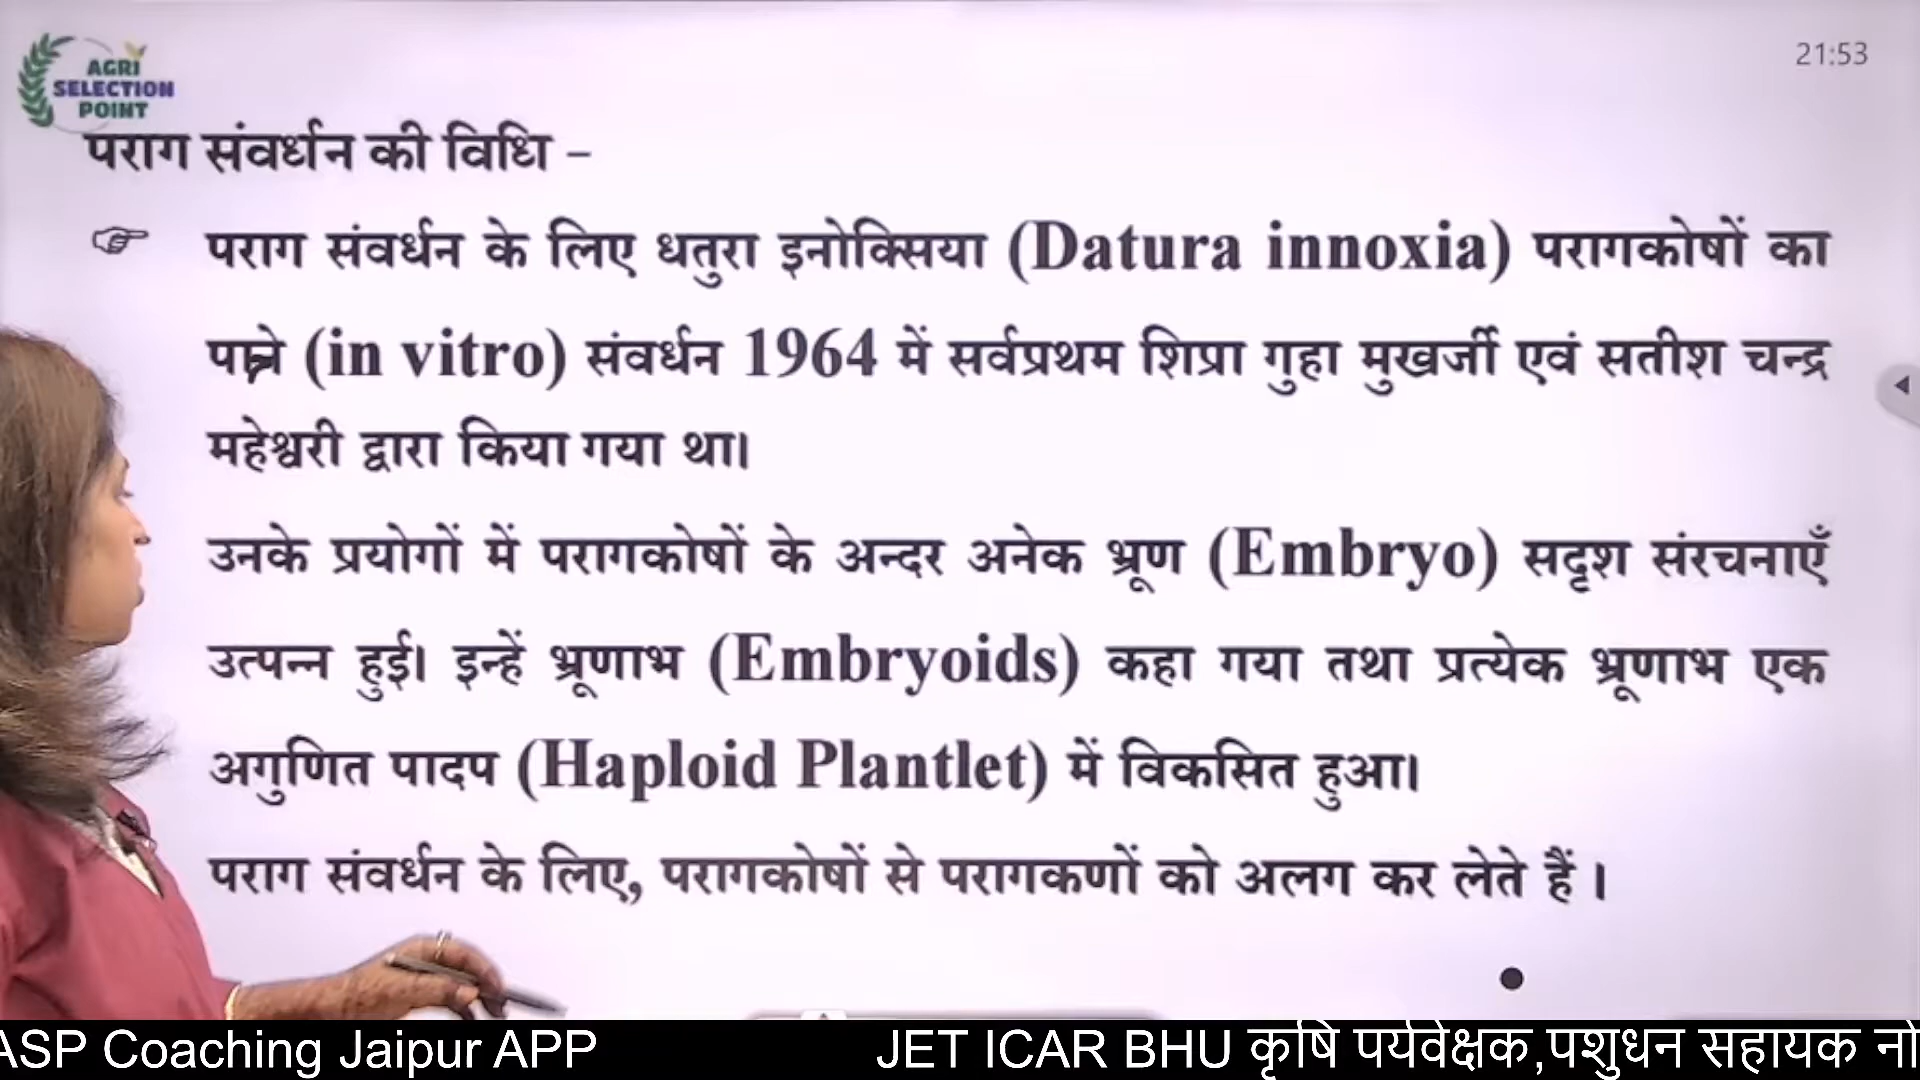 AGRI
SELECTION
POINT
21:53
पराग संवर्धन की विधि –
☞ पराग संवर्धन के लिए धतुरा इनोक्सिया (Datura innoxia) परागकोषों का
पात्रे (in vitro) संवर्धन 1964 में सर्वप्रथम शिप्रा गुहा मुखर्जी एवं सतीश चन्द्र
महेश्वरी द्वारा किया गया था।
उनके प्रयोगों में परागकोषों के अन्दर अनेक भ्रूण (Embryo) सदृश संरचनाएँ
उत्पन्न हुई। इन्हें भ्रूणाभ (Embryoids) कहा गया तथा प्रत्येक भ्रूणाभ एक
अगुणित पादप (Haploid Plantlet) में विकसित हुआ।
पराग संवर्धन के लिए, परागकोषों से परागकणों को अलग कर लेते हैं ।
ASP Coaching Jaipur APP JET ICAR BHU कृषि पर्यवेक्षक,पशुधन सहायक नो